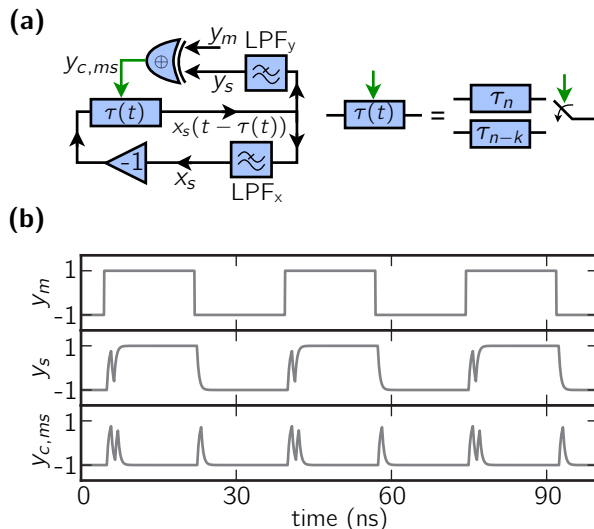 (a)
y_m
LPF_y
y_{c,ms}
⊕
y_s
τ(t)
x_s(t − τ(t))
-1
x_s
LPF_x
τ(t)
=
τ_n
τ_{n−k}
(b)
1
y_m
-1
1
y_s
-1
1
y_{c,ms}
-1
0 30 60 90
time (ns)